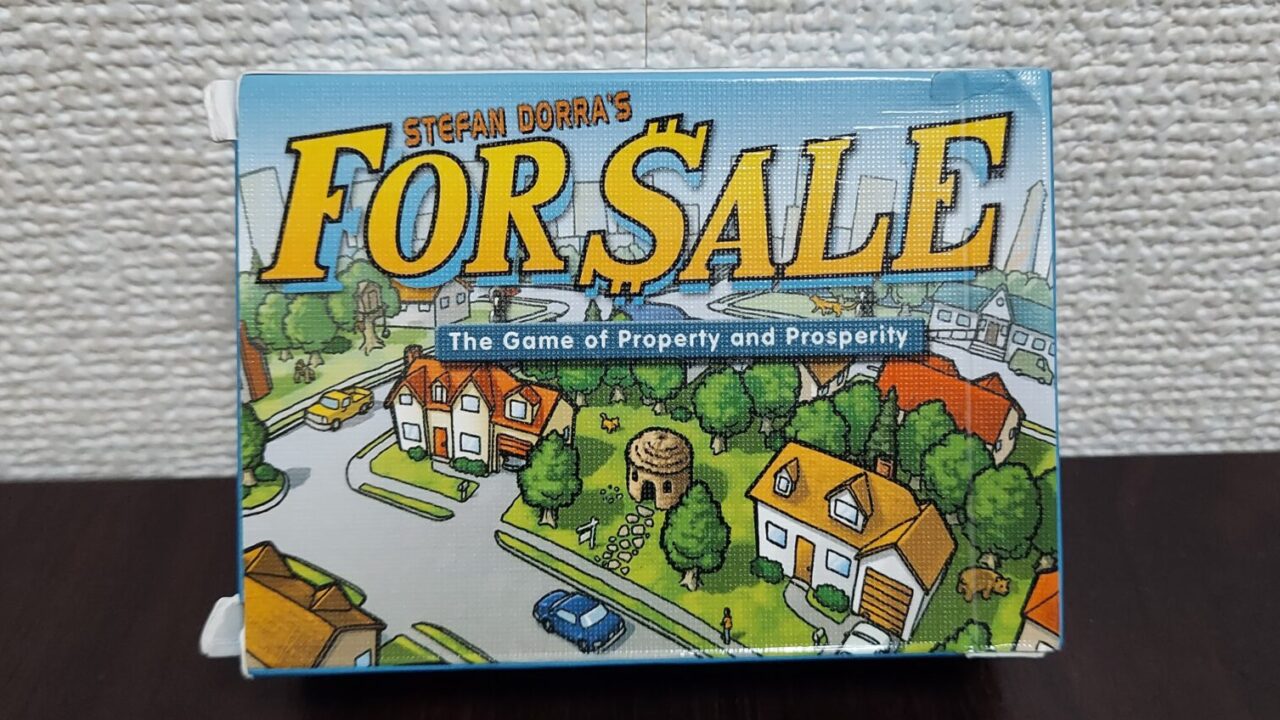 STEFAN DORRA'S
FOR $ALE
The Game of Property and Prosperity